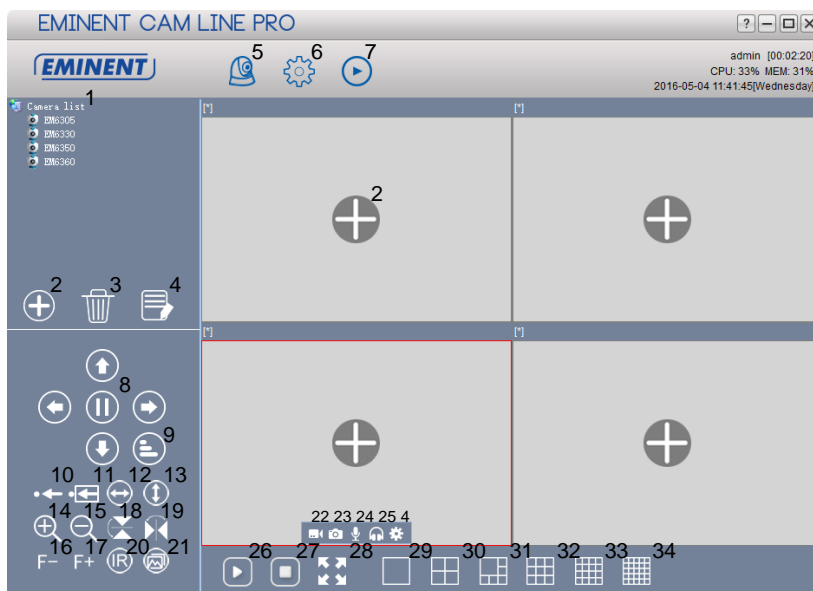 EMINENT CAM LINE PRO
?
EMINENT
5 6 7
admin [00:02:20]
CPU: 33% MEM: 31%
2016-05-04 11:41:45[Wednesday]
Camera list 1
EM6305
EM6330
EM6350
EM6360
[*] [*]
2
2 3 4
[*] [*]
8
9
10 11 12 13
14 15 18 19
16 17 20 21
F- F+ IR
22 23 24 25 4
26 27 28 29 30 31 32 33 34